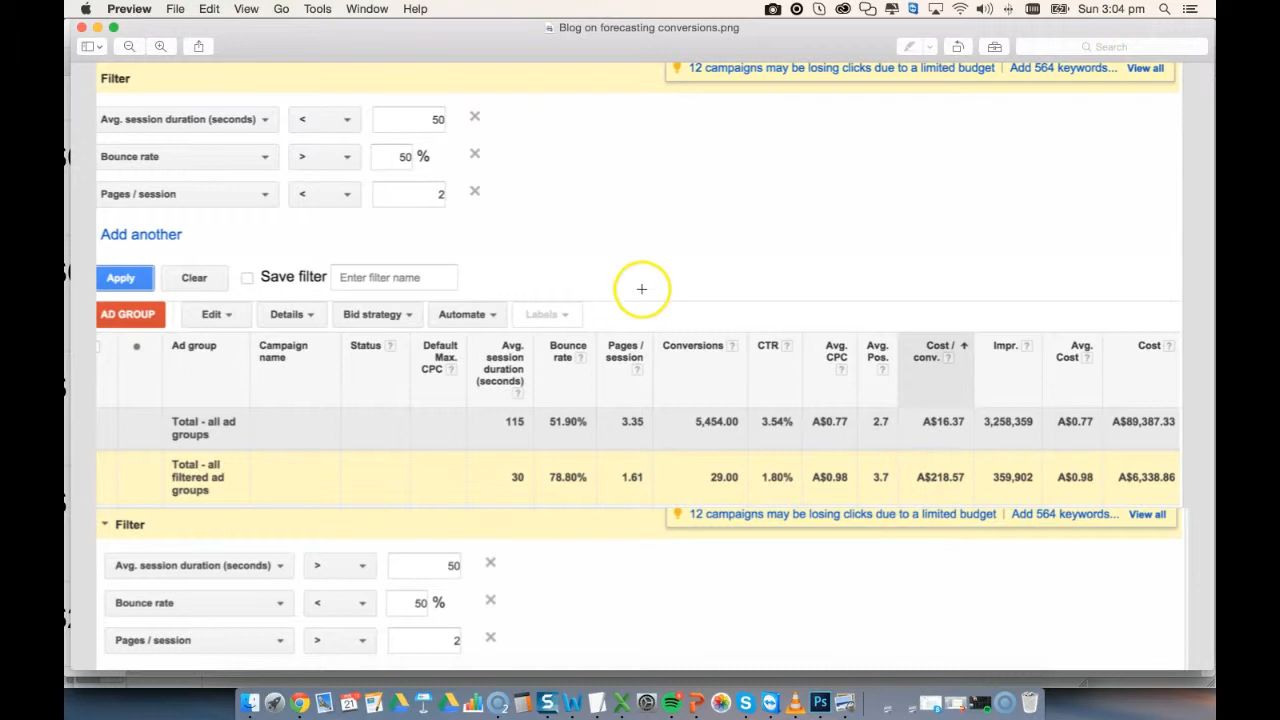 Preview File Edit View Go Tools Window Help Sun 3:04 pm
Blog on forecasting conversions.png
Search
Filter
12 campaigns may be losing clicks due to a limited budget Add 564 keywords... View all
Avg. session duration (seconds) < 50
Bounce rate > 50 %
Pages / session < 2
Add another
Apply Clear Save filter Enter filter name
AD GROUP Edit Details Bid strategy Automate Labels
Ad group Campaign name Status ? Default Max. CPC ? Avg. session duration (seconds) ? Bounce rate ? Pages / session ? Conversions ? CTR ? Avg. CPC ? Avg. Pos. ? Cost / conv. ? Impr. ? Avg. Cost ? Cost ?
Total - all ad groups 115 51.90% 3.35 5,454.00 3.54% A$0.77 2.7 A$16.37 3,258,359 A$0.77 A$89,387.33
Total - all filtered ad groups 30 78.80% 1.61 29.00 1.80% A$0.98 3.7 A$218.57 359,902 A$0.98 A$6,338.86
Filter
12 campaigns may be losing clicks due to a limited budget Add 564 keywords... View all
Avg. session duration (seconds) > 50
Bounce rate < 50 %
Pages / session > 2